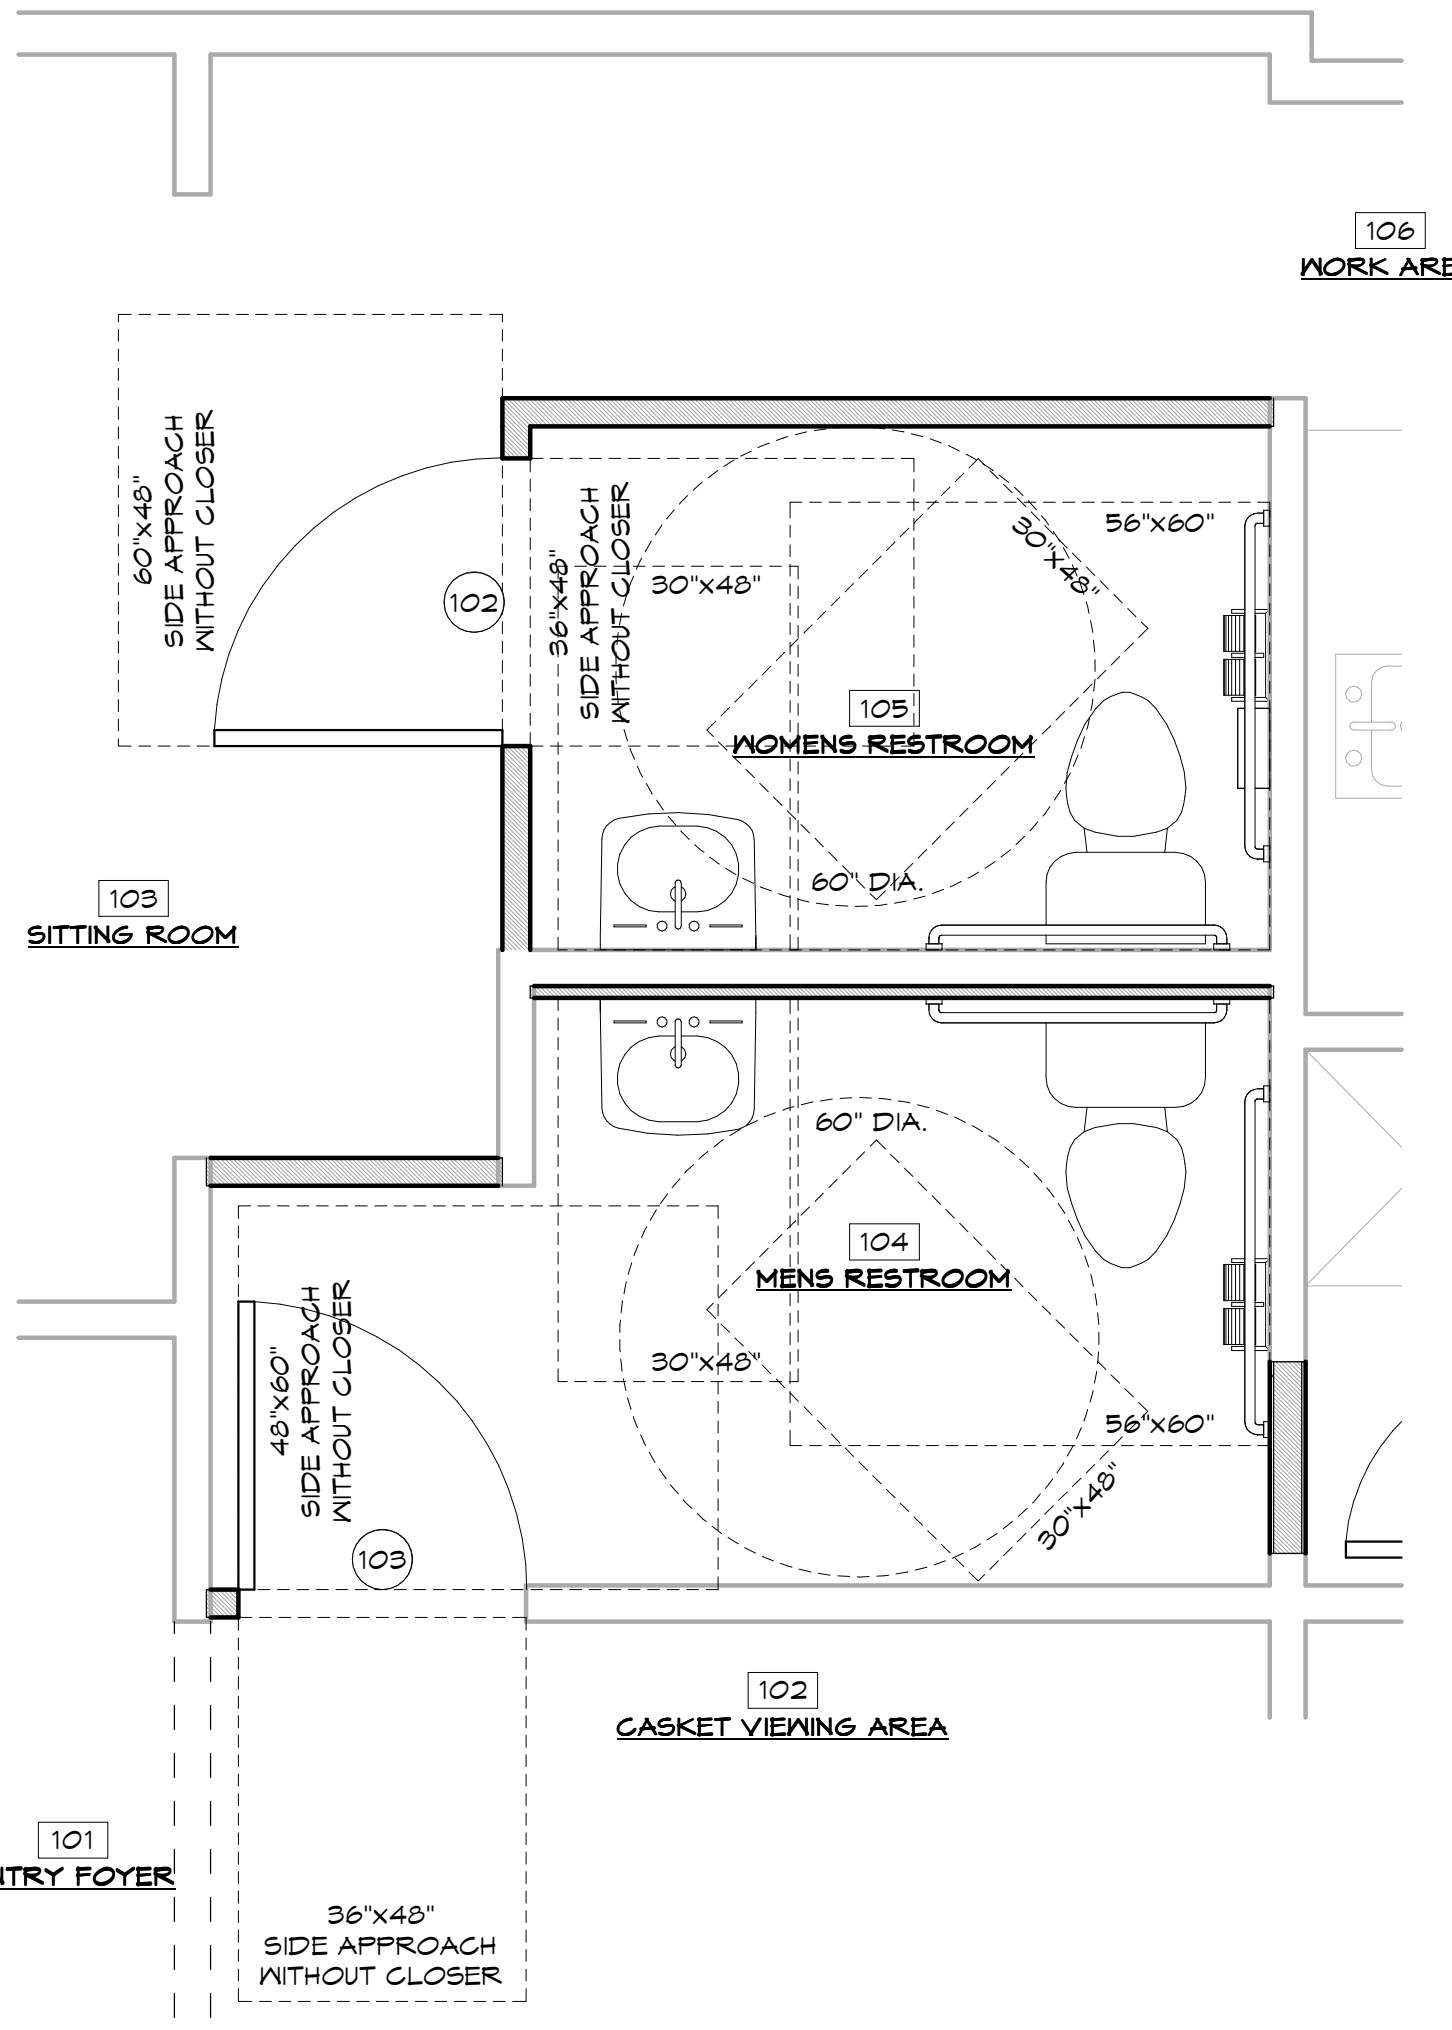 106
WORK ARE
60"x48"
SIDE APPROACH
WITHOUT CLOSER
102
36"x48"
SIDE APPROACH
WITHOUT CLOSER
30"x48"
30"x48"
56"x60"
105
WOMENS RESTROOM
60" DIA.
103
SITTING ROOM
60" DIA.
104
MENS RESTROOM
30"x48"
56"x60"
30"x48"
48"x60"
SIDE APPROACH
WITHOUT CLOSER
103
102
CASKET VIEWING AREA
101
NTRY FOYER
36"x48"
SIDE APPROACH
WITHOUT CLOSER